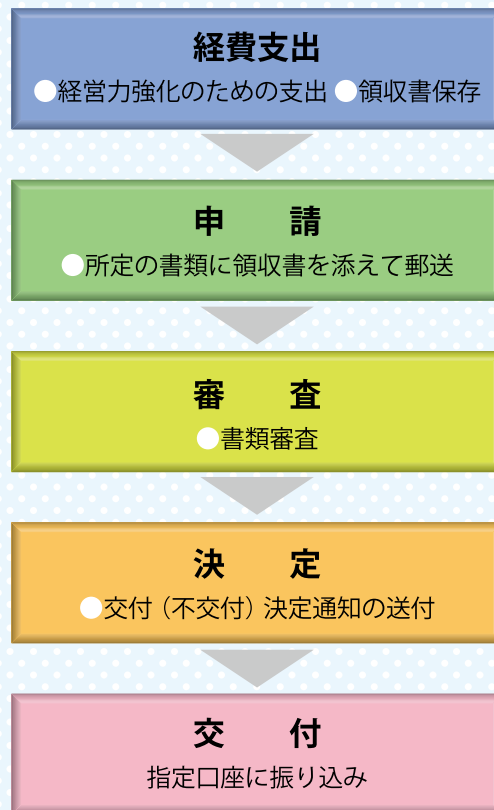 経費支出
●経営力強化のための支出 ●領収書保存
申　　請
●所定の書類に領収書を添えて郵送
審　　査
●書類審査
決　　定
●交付（不交付）決定通知の送付
交　　付
指定口座に振り込み